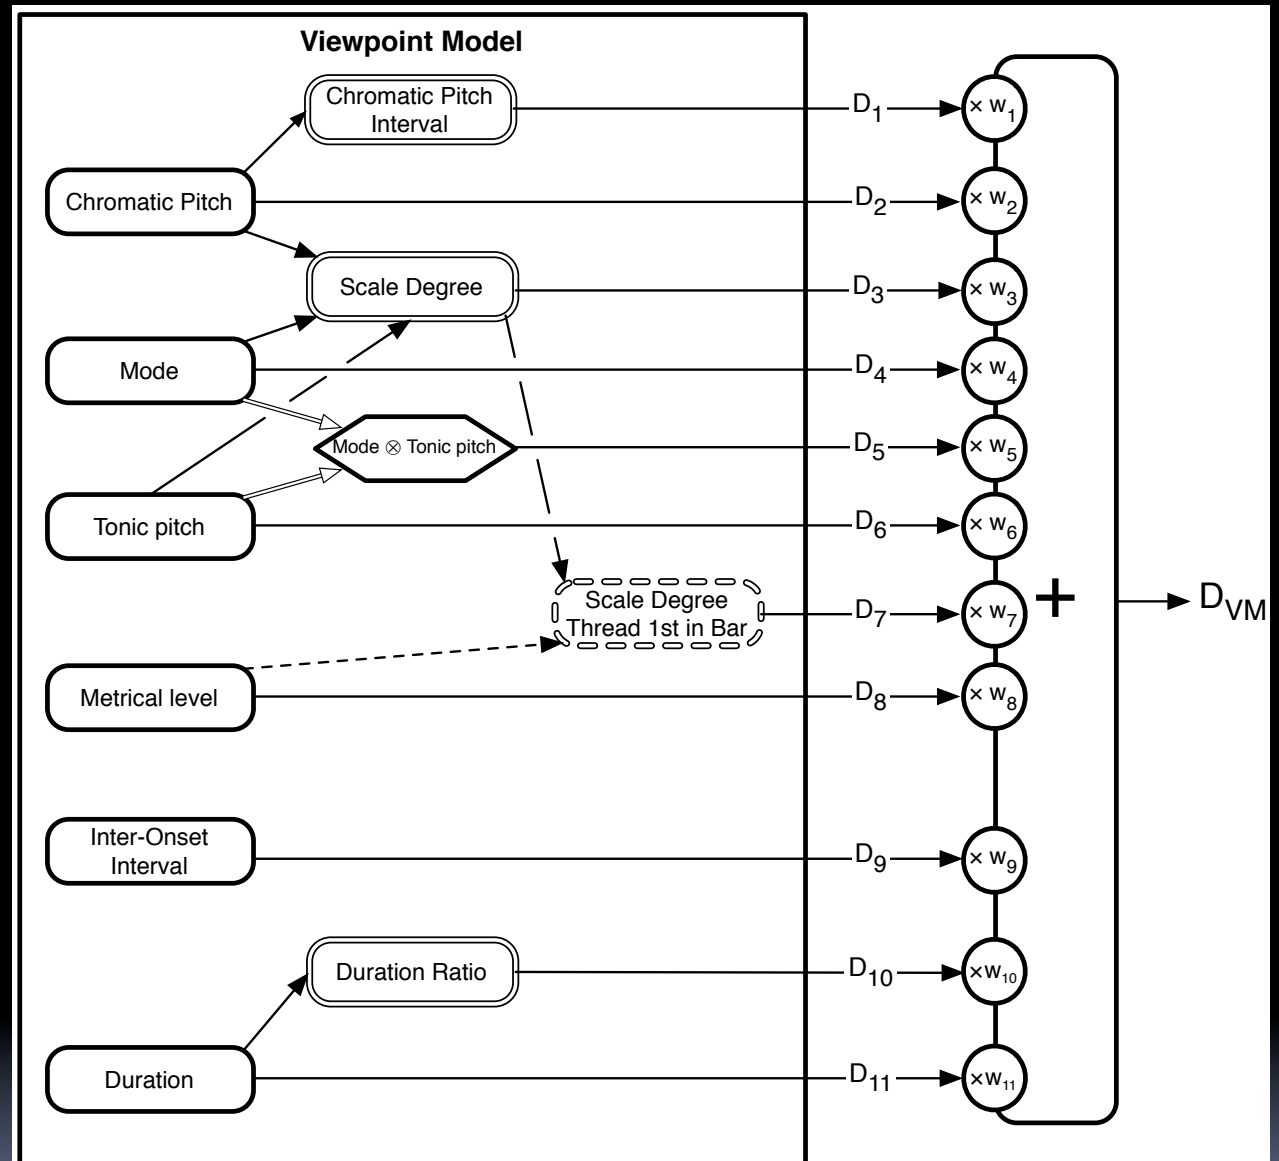 Viewpoint Model
Chromatic Pitch
Interval
D₁
× w₁
Chromatic Pitch
D₂
× w₂
Scale Degree
D₃
× w₃
Mode
D₄
× w₄
Mode ⊗ Tonic pitch
D₅
× w₅
Tonic pitch
D₆
× w₆
Scale Degree
Thread 1st in Bar
D₇
× w₇
+
D_VM
Metrical level
D₈
× w₈
Inter-Onset
Interval
D₉
× w₉
Duration Ratio
D₁₀
×w₁₀
Duration
D₁₁
×w₁₁